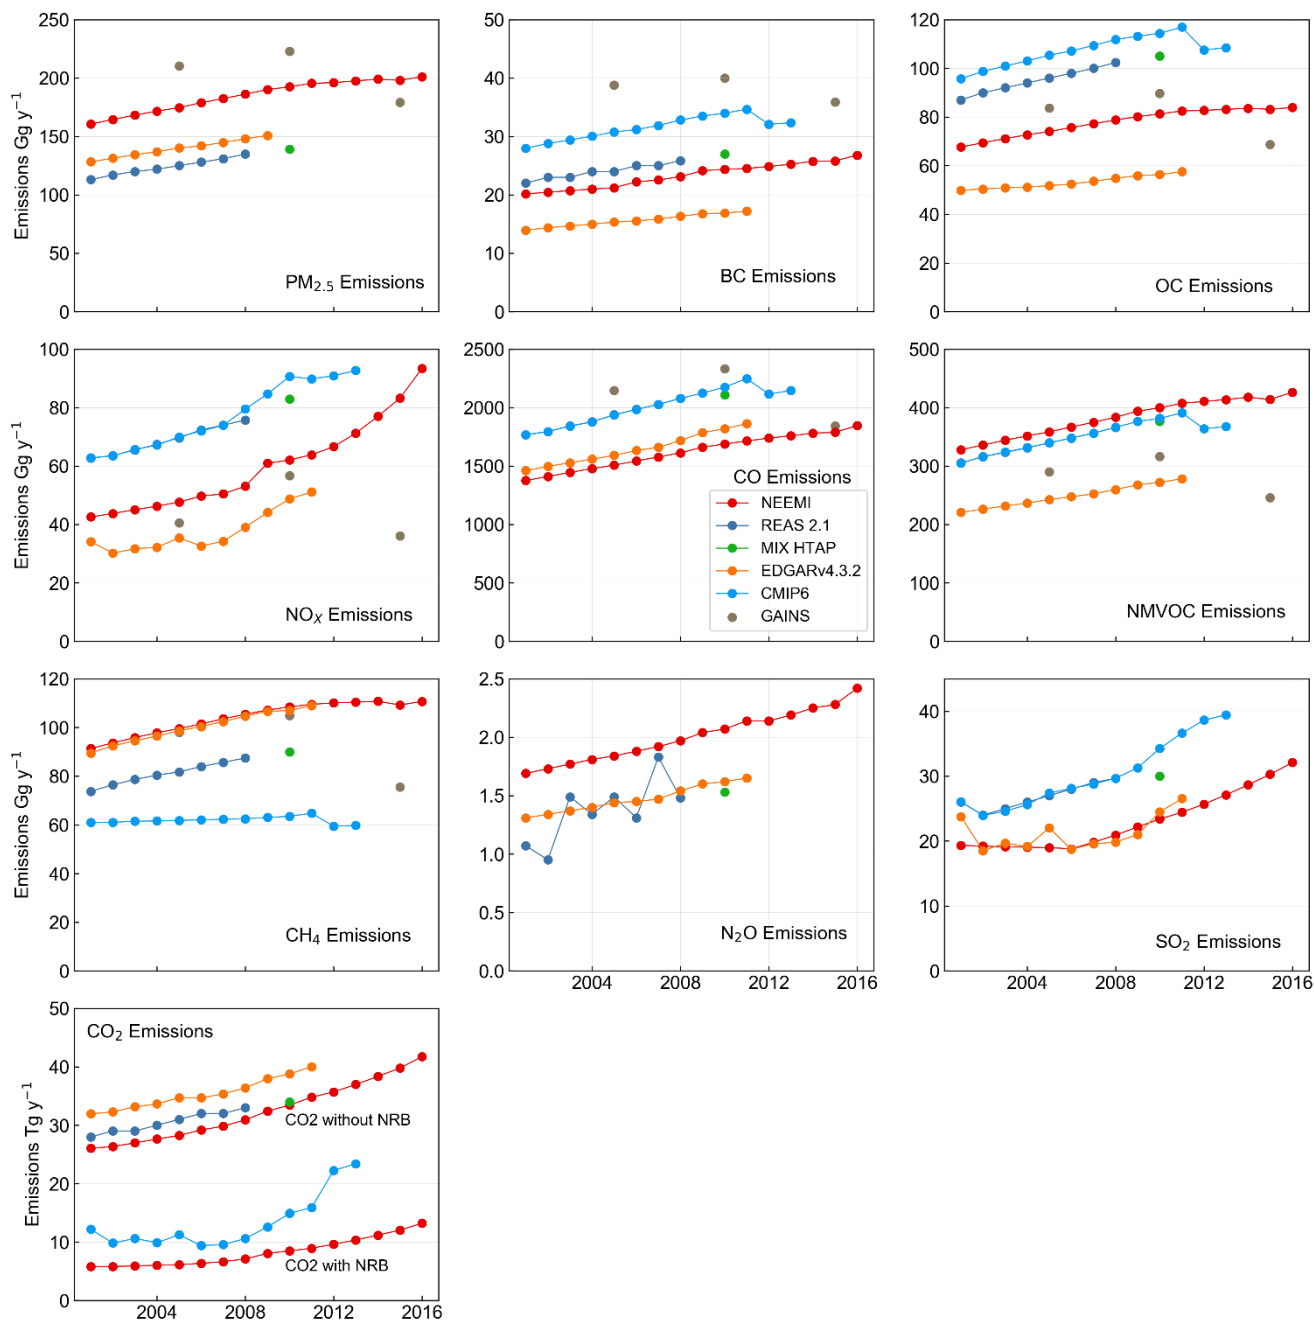 250
200
150
100
50
0
Emissions Gg y⁻¹
PM₂.₅ Emissions
50
40
30
20
10
0
BC Emissions
120
100
80
60
40
20
0
OC Emissions
100
80
60
40
20
0
Emissions Gg y⁻¹
NOₓ Emissions
2500
2000
1500
1000
500
0
CO Emissions
NEEMI
REAS 2.1
MIX HTAP
EDGARv4.3.2
CMIP6
GAINS
500
400
300
200
100
0
NMVOC Emissions
120
100
80
60
40
20
0
Emissions Gg y⁻¹
CH₄ Emissions
2.5
2.0
1.5
1.0
0.5
0.0
N₂O Emissions
2004 2008 2012 2016
40
30
20
10
0
SO₂ Emissions
2004 2008 2012 2016
50
40
30
20
10
0
Emissions Tg y⁻¹
CO₂ Emissions
CO2 without NRB
CO2 with NRB
2004 2008 2012 2016